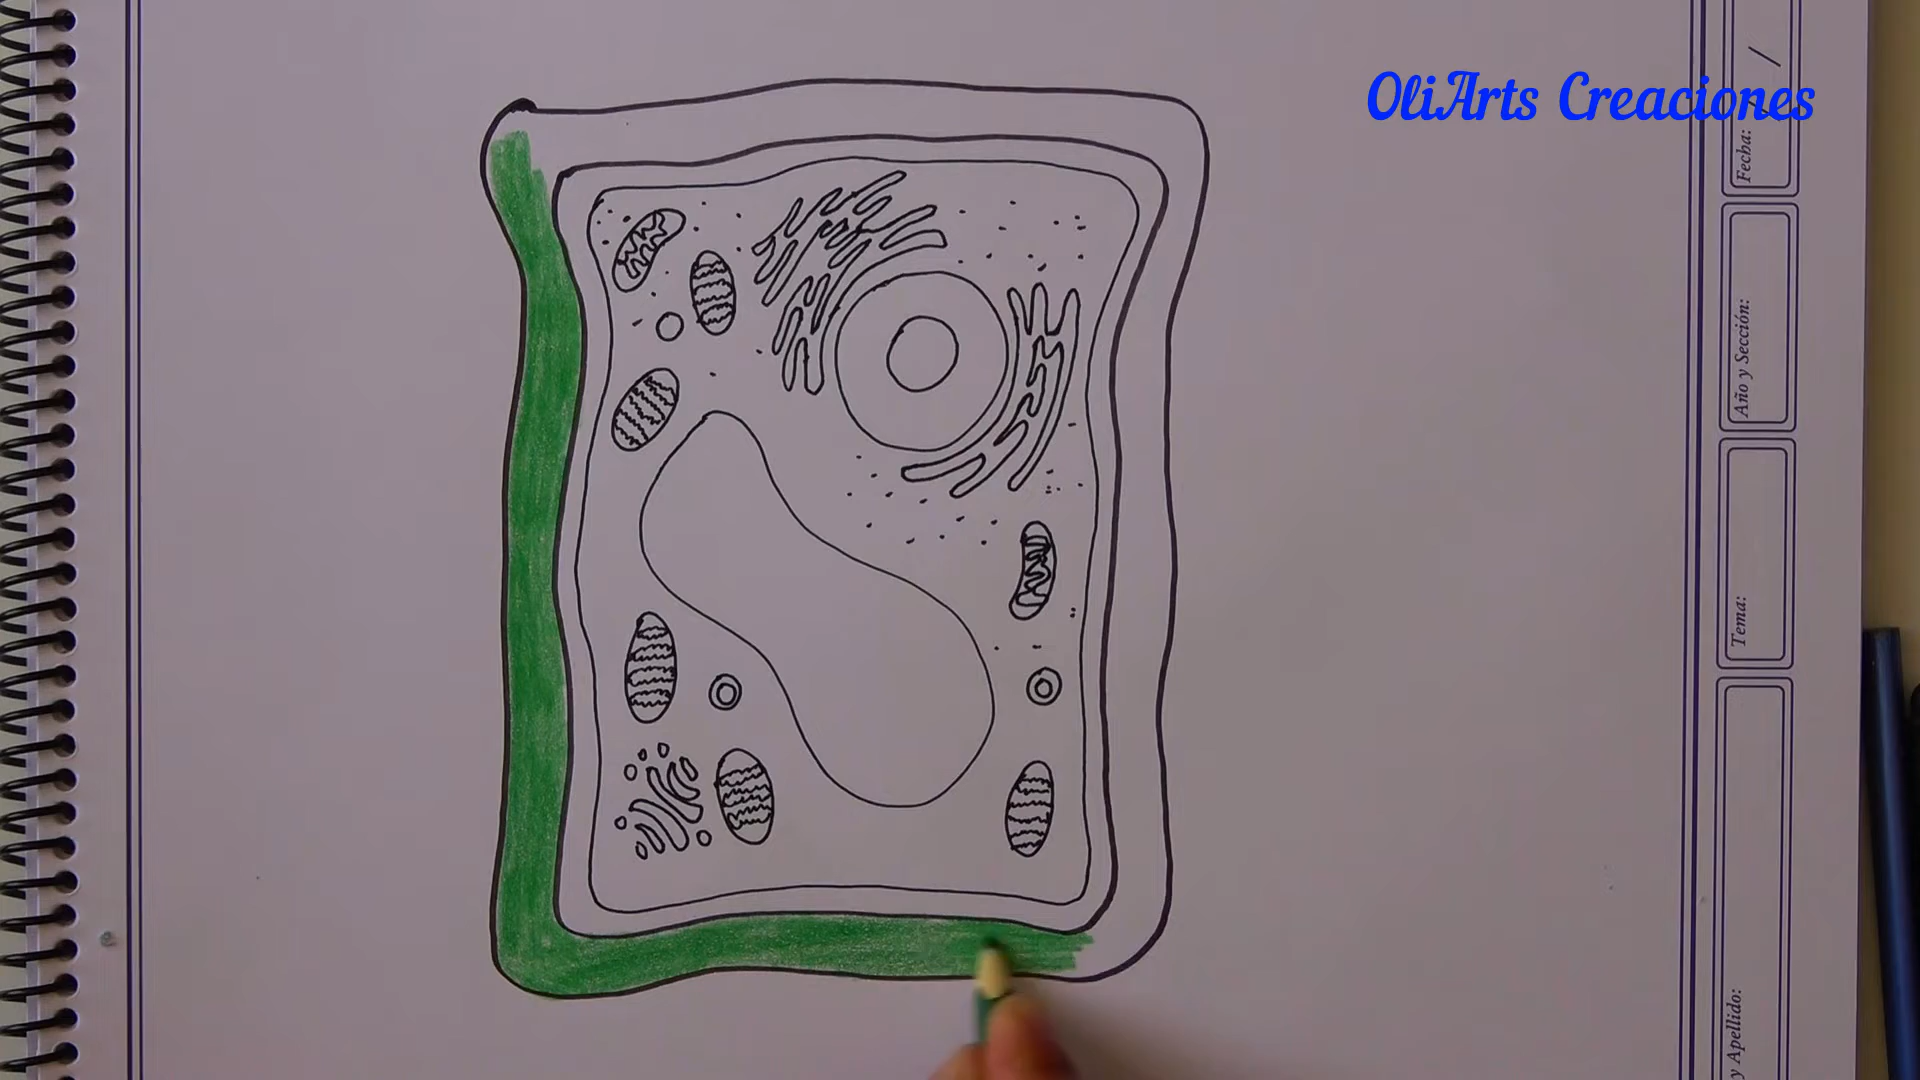 OliArts Creaciones
Fecha: / /
Año y Sección:
Tema:
y Apellido: